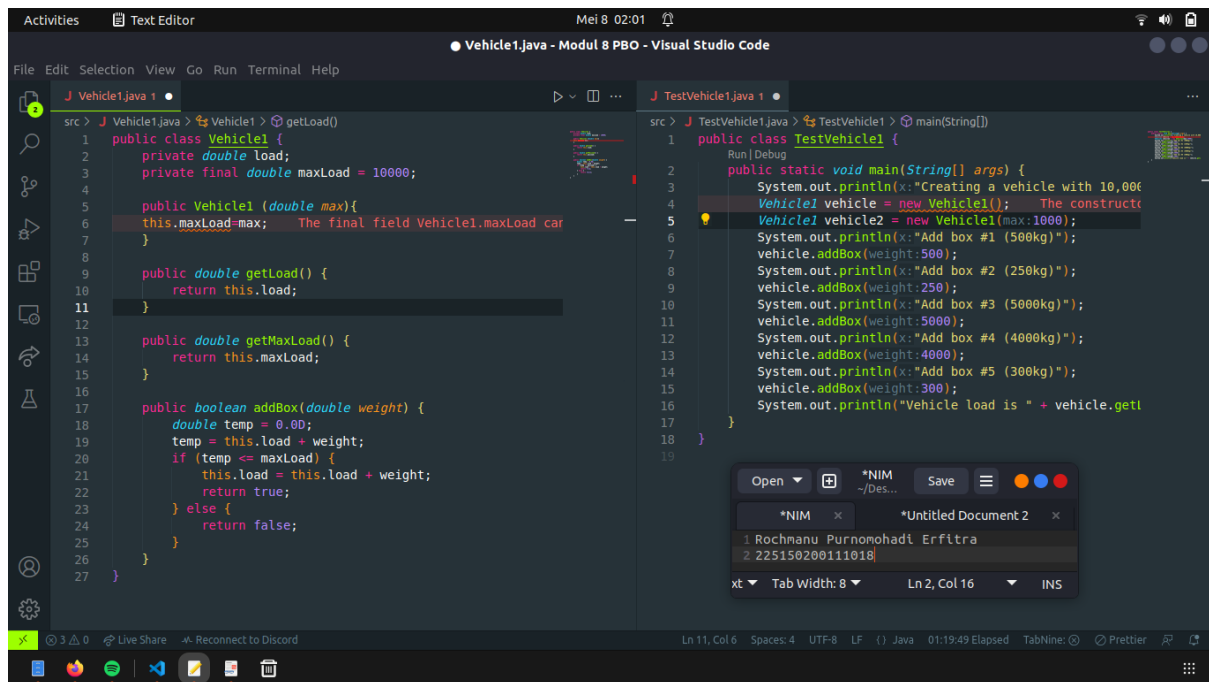 Activities Text Editor Mei 8 02:01
Vehicle1.java - Modul 8 PBO - Visual Studio Code
File Edit Selection View Go Run Terminal Help
J Vehicle1.java 1
src > J Vehicle1.java > Vehicle1 > getLoad()
1 public class Vehicle1 {
2 private double load;
3 private final double maxLoad = 10000;
4
5 public Vehicle1 (double max){
6 this.maxLoad=max; The final field Vehicle1.maxLoad can
7 }
8
9 public double getLoad() {
10 return this.load;
11 }
12
13 public double getMaxLoad() {
14 return this.maxLoad;
15 }
16
17 public boolean addBox(double weight) {
18 double temp = 0.0D;
19 temp = this.load + weight;
20 if (temp <= maxLoad) {
21 this.load = this.load + weight;
22 return true;
23 } else {
24 return false;
25 }
26 }
27 }
J TestVehicle1.java 1
src > J TestVehicle1.java > TestVehicle1 > main(String[])
1 public class TestVehicle1 {
Run | Debug
2 public static void main(String[] args) {
3 System.out.println(x:"Creating a vehicle with 10,000
4 Vehicle1 vehicle = new Vehicle1(); The constructo
5 Vehicle1 vehicle2 = new Vehicle1(max:1000);
6 System.out.println(x:"Add box #1 (500kg)");
7 vehicle.addBox(weight:500);
8 System.out.println(x:"Add box #2 (250kg)");
9 vehicle.addBox(weight:250);
10 System.out.println(x:"Add box #3 (5000kg)");
11 vehicle.addBox(weight:5000);
12 System.out.println(x:"Add box #4 (4000kg)");
13 vehicle.addBox(weight:4000);
14 System.out.println(x:"Add box #5 (300kg)");
15 vehicle.addBox(weight:300);
16 System.out.println("Vehicle load is " + vehicle.getL
17 }
18 }
19
Open *NIM Save
~/Des...
*NIM × *Untitled Document 2 ×
1 Rochmanu Purnomohadi Erfitra
2 225150200111018
xt Tab Width: 8 Ln 2, Col 16 INS
2
3 0 Live Share Reconnect to Discord Ln 11, Col 6 Spaces: 4 UTF-8 LF {} Java 01:19:49 Elapsed TabNine: Prettier